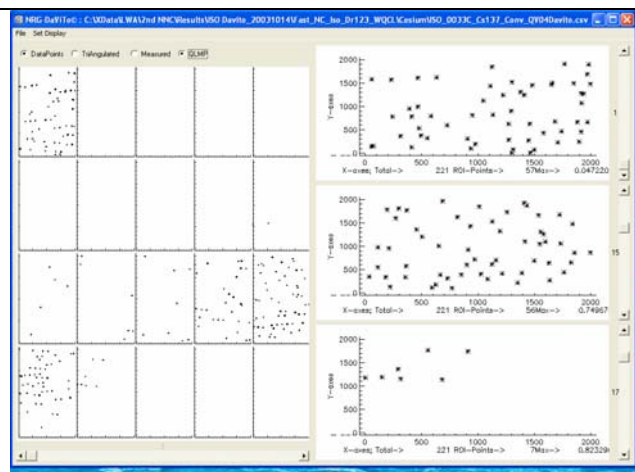 NRG-DaViTo© : C:\XData\LWA\2nd NNC\Results\ISO Davito_20031014\Fast_NC_Iso_Dr123_WQCL\Cesium\ISO_0033C_Cs137_Conv_QV04Davito.csv
File Set Display
DataPoints TriAngulated Measured QLMP
2000
1500
1000
500
0
Y-axes
0 500 1000 1500 2000
X-axes; Total-> 221 ROI-Points-> 57Max-> 0.047220
1
2000
1500
1000
500
0
Y-axes
0 500 1000 1500 2000
X-axes; Total-> 221 ROI-Points-> 56Max-> 0.74967
15
2000
1500
1000
500
0
Y-axes
0 500 1000 1500 2000
X-axes; Total-> 221 ROI-Points-> 7Max-> 0.82329
17